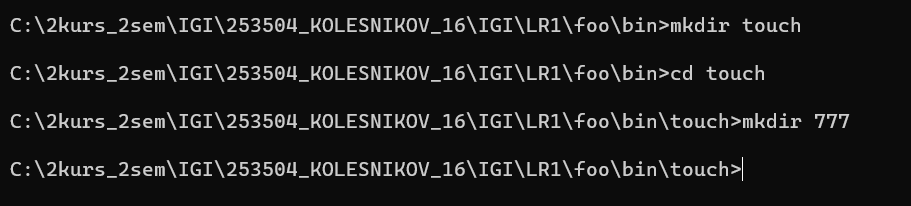 C:\2kurs_2sem\IGI\253504_KOLESNIKOV_16\IGI\LR1\foo\bin>mkdir touch
C:\2kurs_2sem\IGI\253504_KOLESNIKOV_16\IGI\LR1\foo\bin>cd touch
C:\2kurs_2sem\IGI\253504_KOLESNIKOV_16\IGI\LR1\foo\bin\touch>mkdir 777
C:\2kurs_2sem\IGI\253504_KOLESNIKOV_16\IGI\LR1\foo\bin\touch>